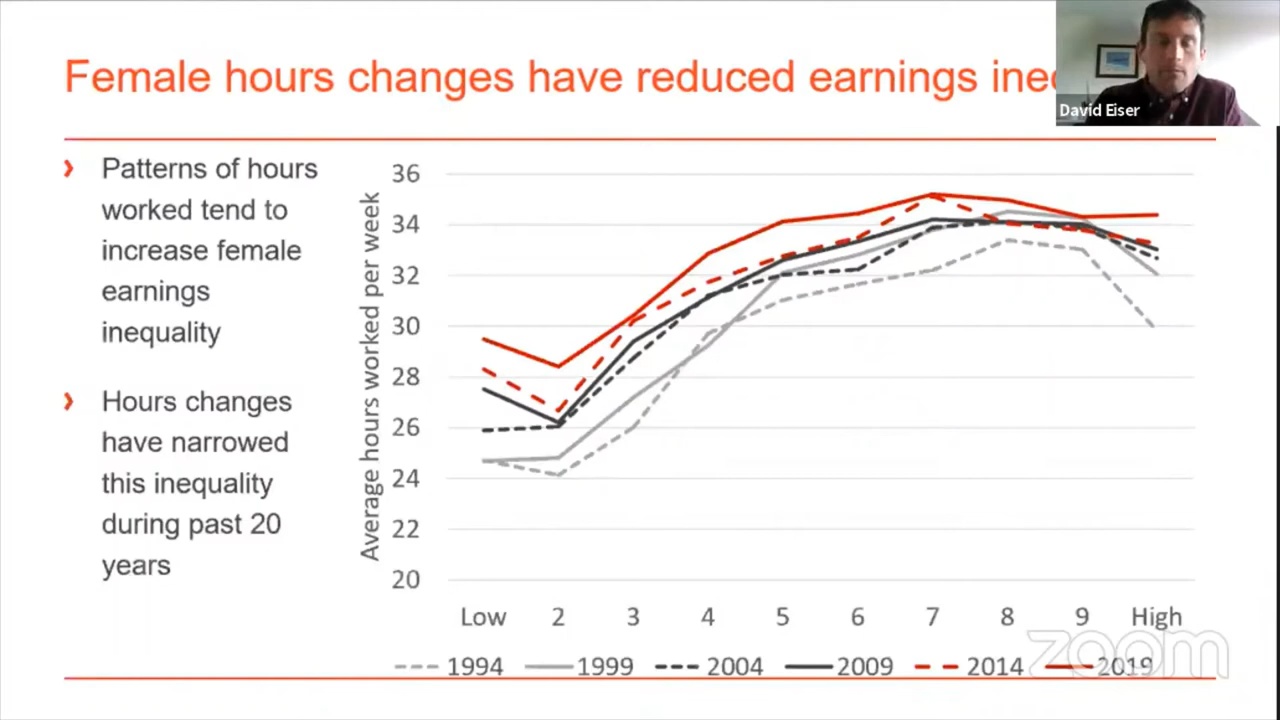 Female hours changes have reduced earnings
David Eiser
Patterns of hours
worked tend to
increase female
earnings
inequality
Hours changes
have narrowed
this inequality
during past 20
years
Average hours worked per week
36
34
32
30
28
26
24
22
20
Low 2 3 4 5 6 7 8 9 High
1994 1999 2004 2009 2014 2019
zoom